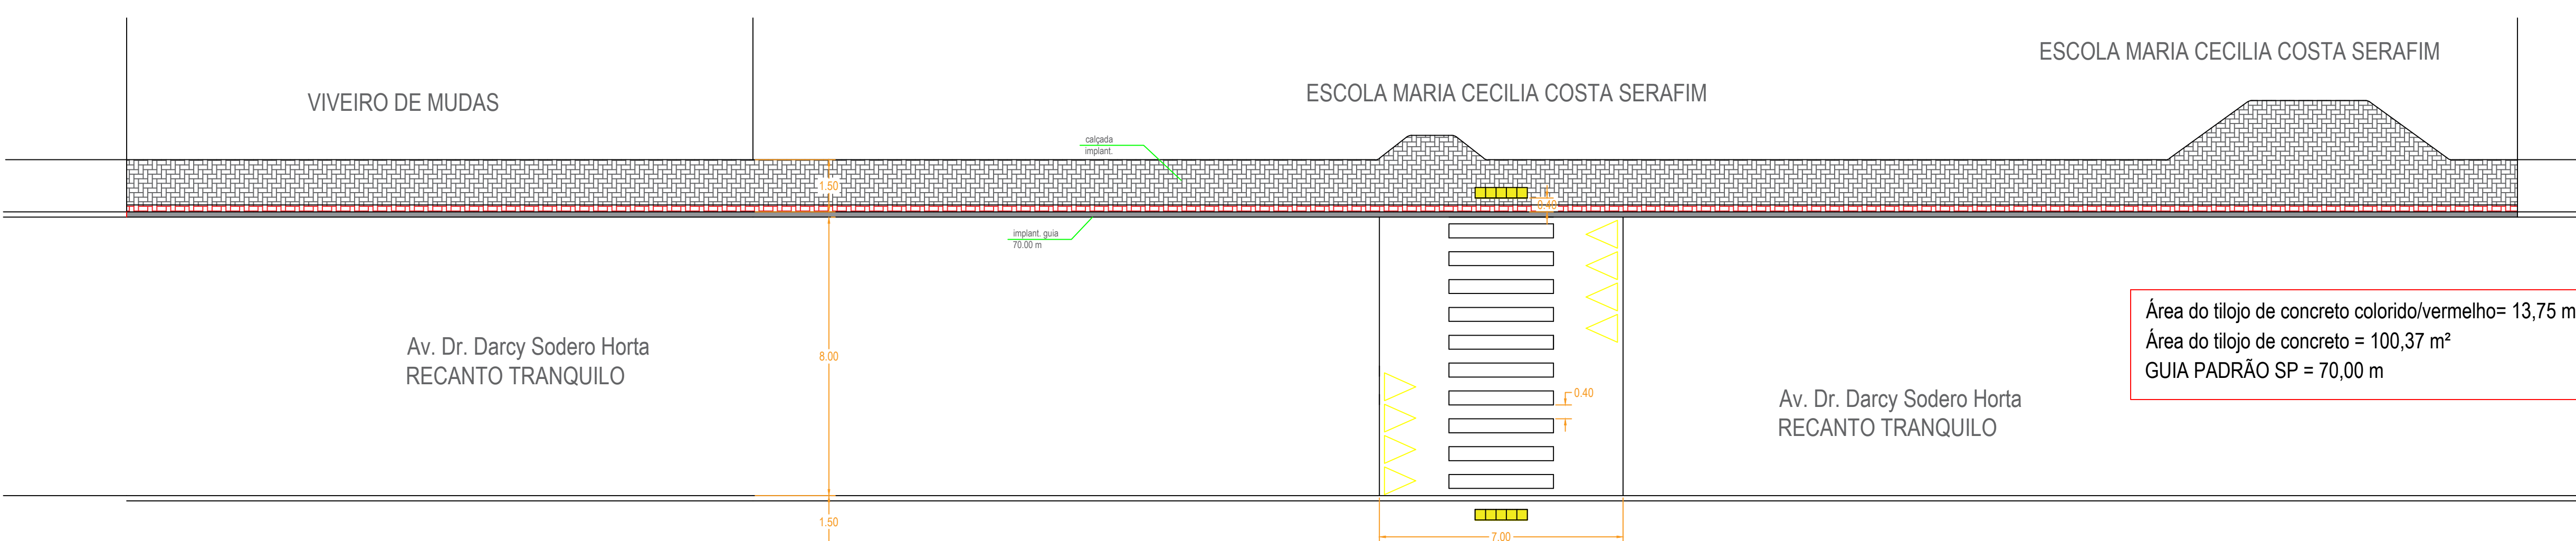 ESCOLA MARIA CECILIA COSTA SERAFIM
VIVEIRO DE MUDAS
ESCOLA MARIA CECILIA COSTA SERAFIM
calçada
implant.
1.50
0.40
implant. guia
70.00 m
Área do tilojo de concreto colorido/vermelho= 13,75 m
Área do tilojo de concreto = 100,37 m²
GUIA PADRÃO SP = 70,00 m
Av. Dr. Darcy Sodero Horta
RECANTO TRANQUILO
8.00
0.40
Av. Dr. Darcy Sodero Horta
RECANTO TRANQUILO
1.50
7.00